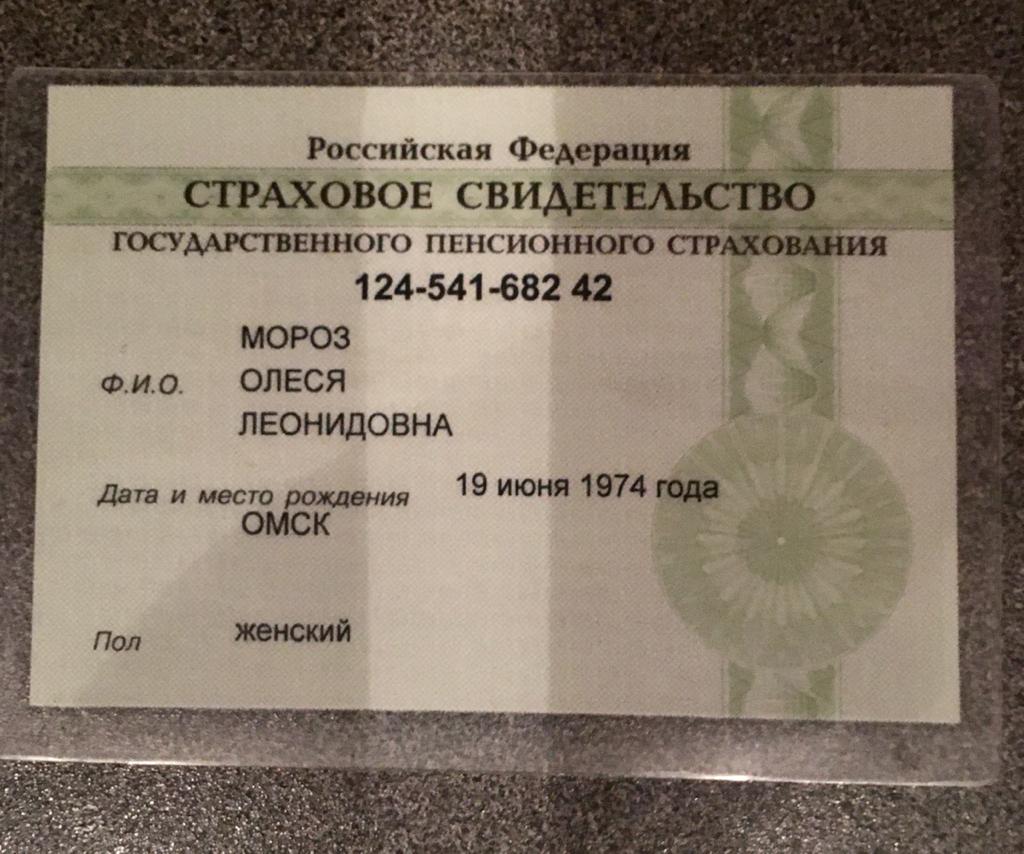 Российская Федерация
СТРАХОВОЕ СВИДЕТЕЛЬСТВО
ГОСУДАРСТВЕННОГО ПЕНСИОННОГО СТРАХОВАНИЯ
124-541-682 42
МОРОЗ
Ф.И.О. ОЛЕСЯ
ЛЕОНИДОВНА
Дата и место рождения 19 июня 1974 года
ОМСК
Пол женский